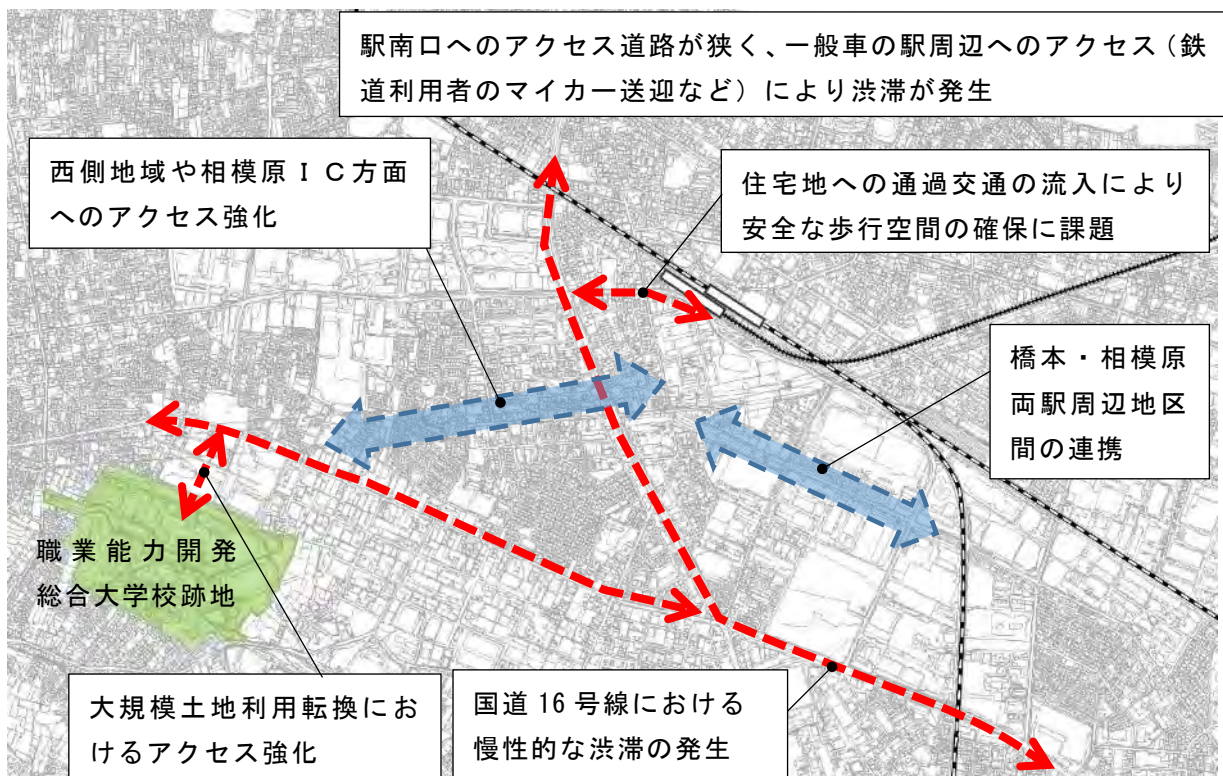 駅南口へのアクセス道路が狭く、一般車の駅周辺へのアクセス（鉄
道利用者のマイカー送迎など）により渋滞が発生
西側地域や相模原ＩＣ方面
へのアクセス強化
住宅地への通過交通の流入により
安全な歩行空間の確保に課題
橋本・相模原
両駅周辺地区
間の連携
職業能力開発
総合大学校跡地
大規模土地利用転換にお
けるアクセス強化
国道16号線における
慢性的な渋滞の発生